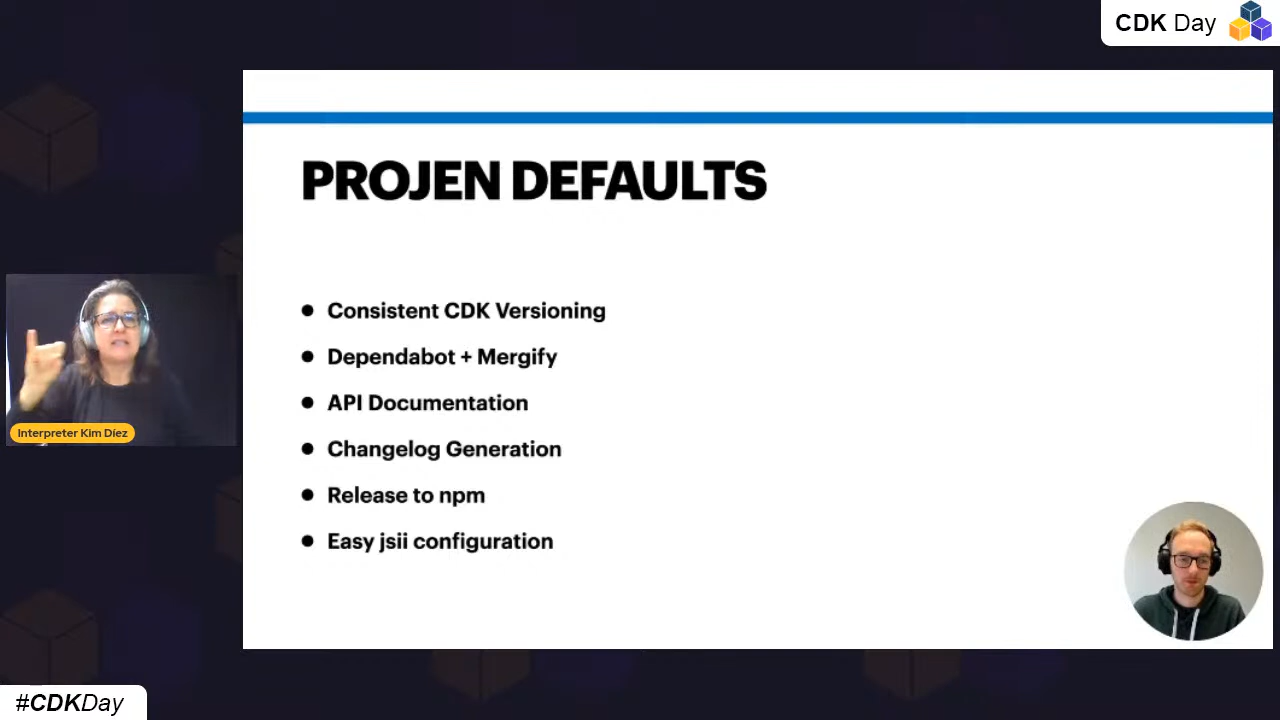 CDK Day
PROJEN DEFAULTS
• Consistent CDK Versioning
• Dependabot + Mergify
• API Documentation
• Changelog Generation
• Release to npm
• Easy jsii configuration
Interpreter Kim Díez
#CDKDay